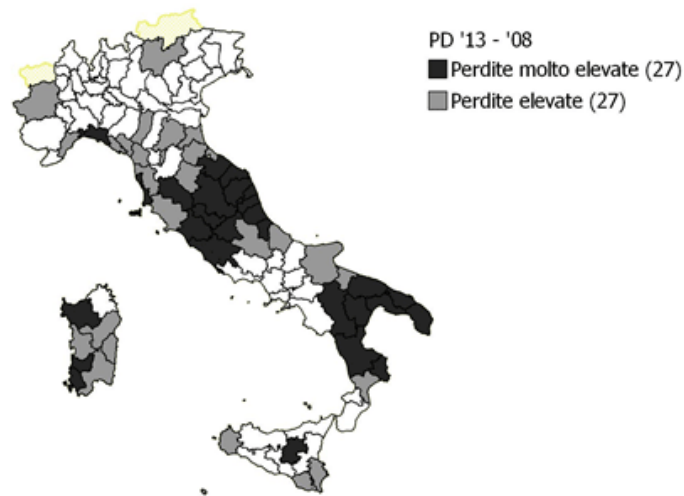 PD '13 - '08
Perdite molto elevate (27)
Perdite elevate (27)